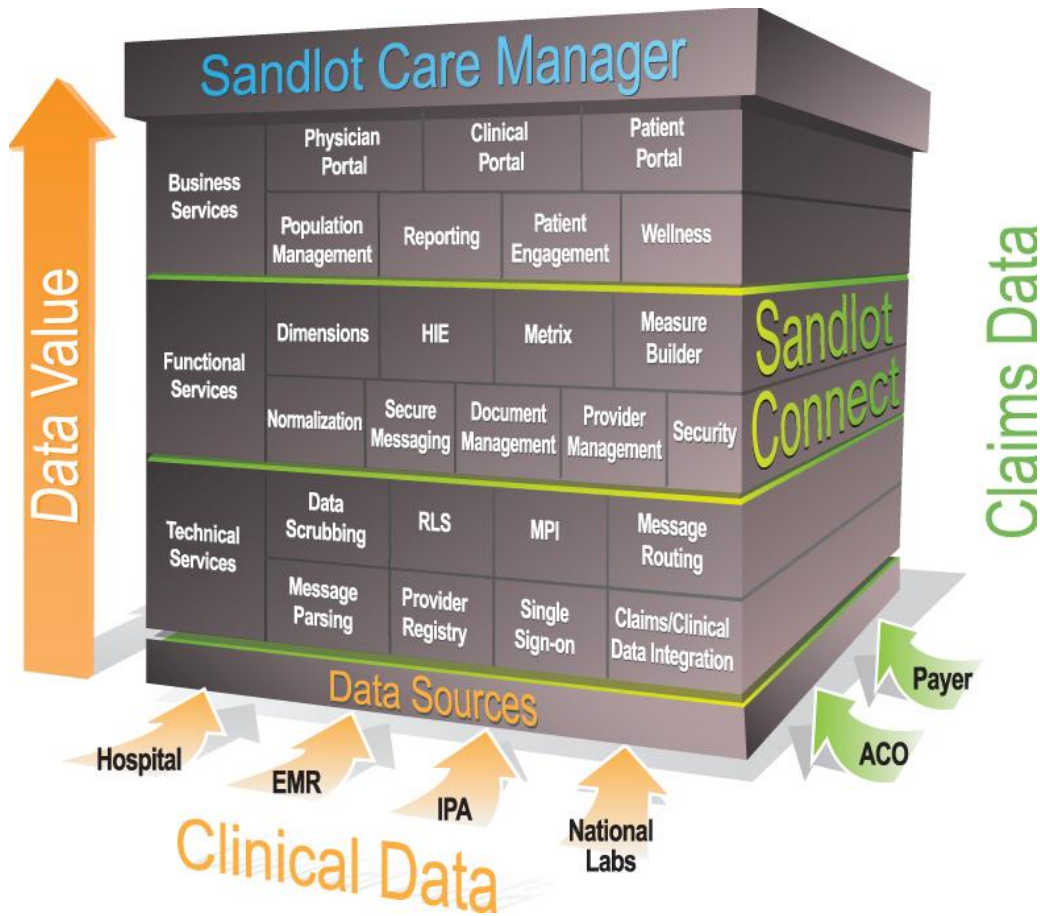 Sandlot Care Manager
Data Value
Business
Services
Physician
Portal
Clinical
Portal
Patient
Portal
Population
Management
Reporting
Patient
Engagement
Wellness
Functional
Services
Dimensions
HIE
Metrix
Measure
Builder
Normalization
Secure
Messaging
Document
Management
Provider
Management
Security
Technical
Services
Data
Scrubbing
RLS
MPI
Message
Routing
Message
Parsing
Provider
Registry
Single
Sign-on
Claims/Clinical
Data Integration
Sandlot
Connect
Claims Data
Data Sources
Hospital
EMR
IPA
National
Labs
ACO
Payer
Clinical Data